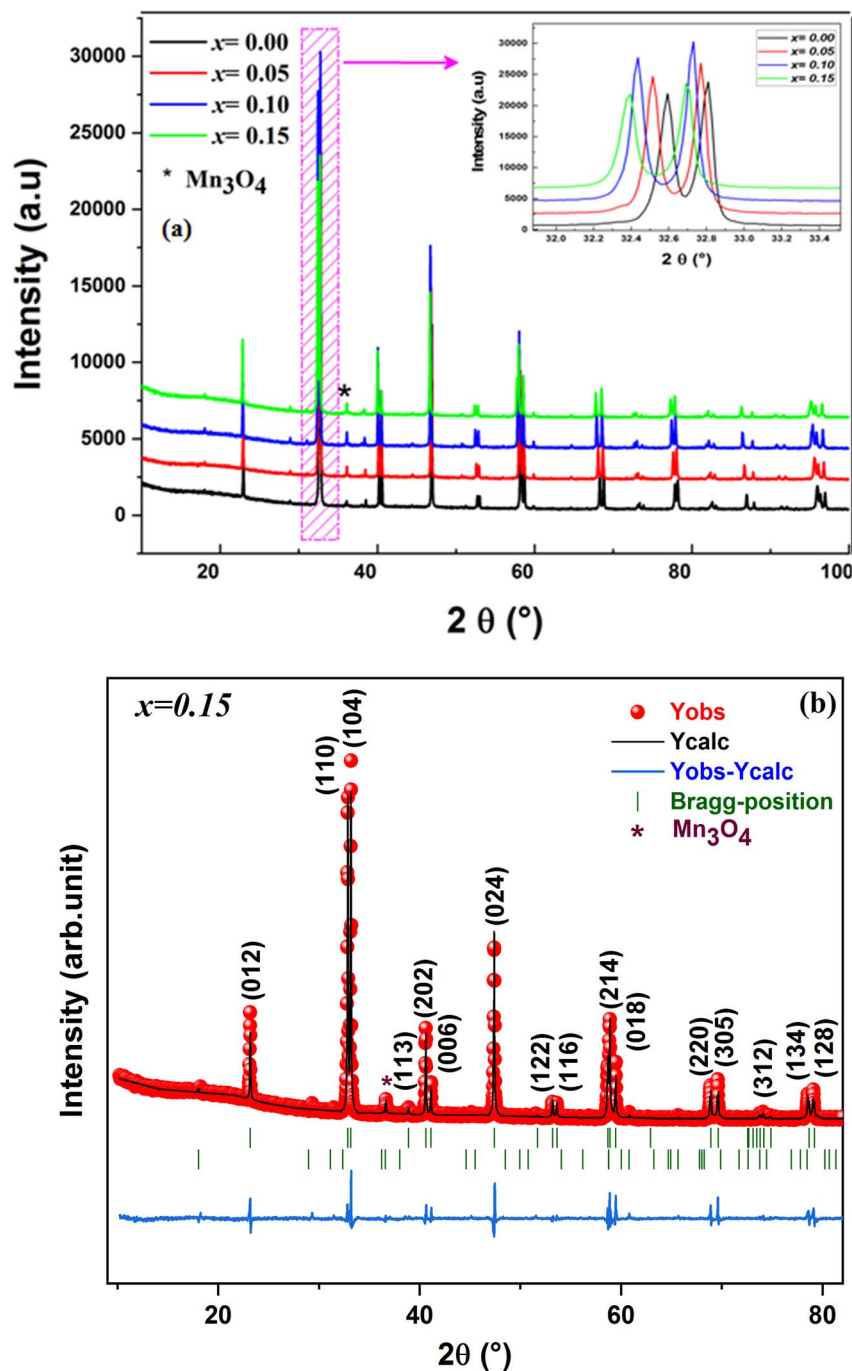 x= 0.00
x= 0.05
x= 0.10
x= 0.15
* Mn3O4
(a)
*
Intensity (a.u)
30000
25000
20000
15000
10000
5000
0
20
40
60
80
100
2 θ (°)
Intensity (a.u)
30000
25000
20000
15000
10000
5000
0
32.0
32.2
32.4
32.6
32.8
33.0
33.2
33.4
2 θ (°)
x= 0.00
x= 0.05
x= 0.10
x= 0.15
x=0.15
(b)
Yobs
Ycalc
Yobs-Ycalc
Bragg-position
* Mn3O4
Intensity (arb.unit)
(012)
(110)
(104)
*
(113)
(202)
(006)
(024)
(122)
(116)
(214)
(018)
(220)
(305)
(312)
(134)
(128)
20
40
60
80
2θ (°)